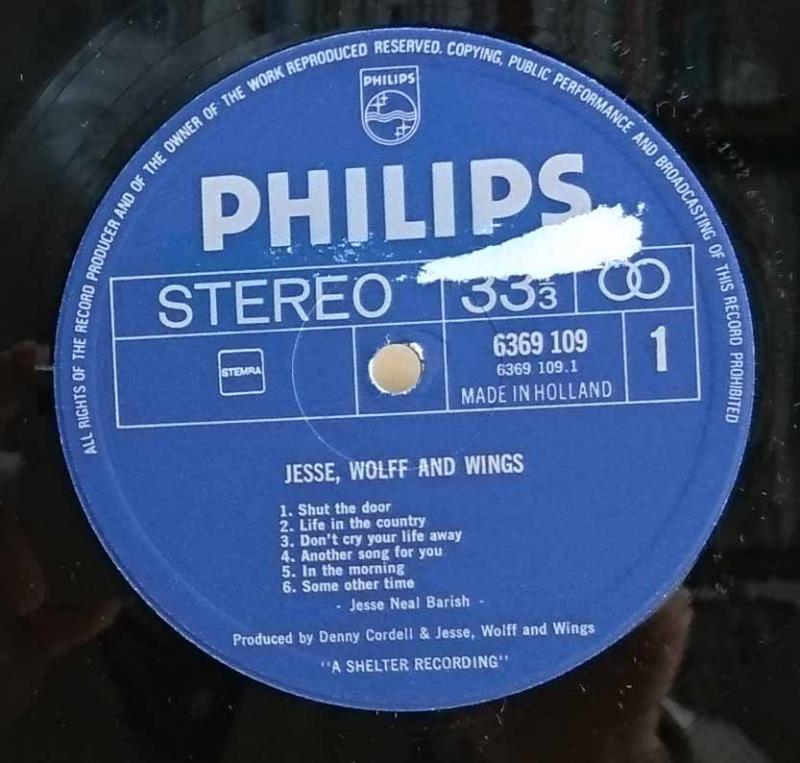 ALL RIGHTS OF THE RECORD PRODUCER AND OF THE OWNER OF THE WORK REPRODUCED RESERVED. COPYING, PUBLIC PERFORMANCE AND BROADCASTING OF THIS RECORD PROHIBITED
PHILIPS
PHILIPS
STEREO 33⅓
STEMRA
6369 109
6369 109.1
MADE IN HOLLAND
1
JESSE, WOLFF AND WINGS
1. Shut the door
2. Life in the country
3. Don't cry your life away
4. Another song for you
5. In the morning
6. Some other time
- Jesse Neal Barish -
Produced by Denny Cordell & Jesse, Wolff and Wings
"A SHELTER RECORDING"